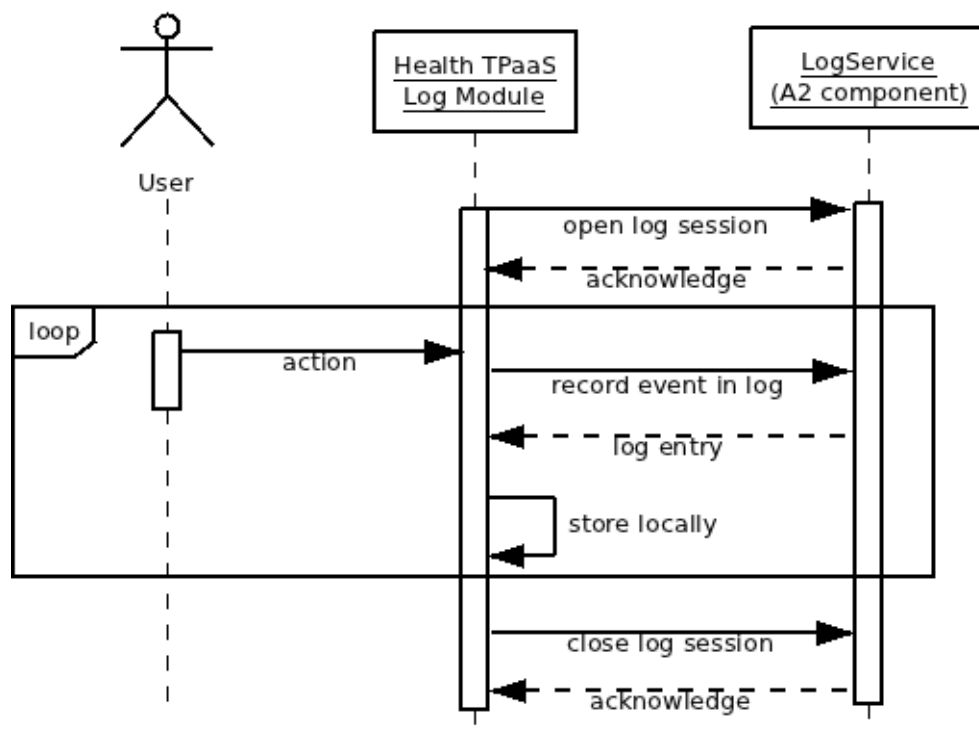 Health TPaaS
Log Module
LogService
(A2 component)
User
open log session
acknowledge
loop
action
record event in log
log entry
store locally
close log session
acknowledge